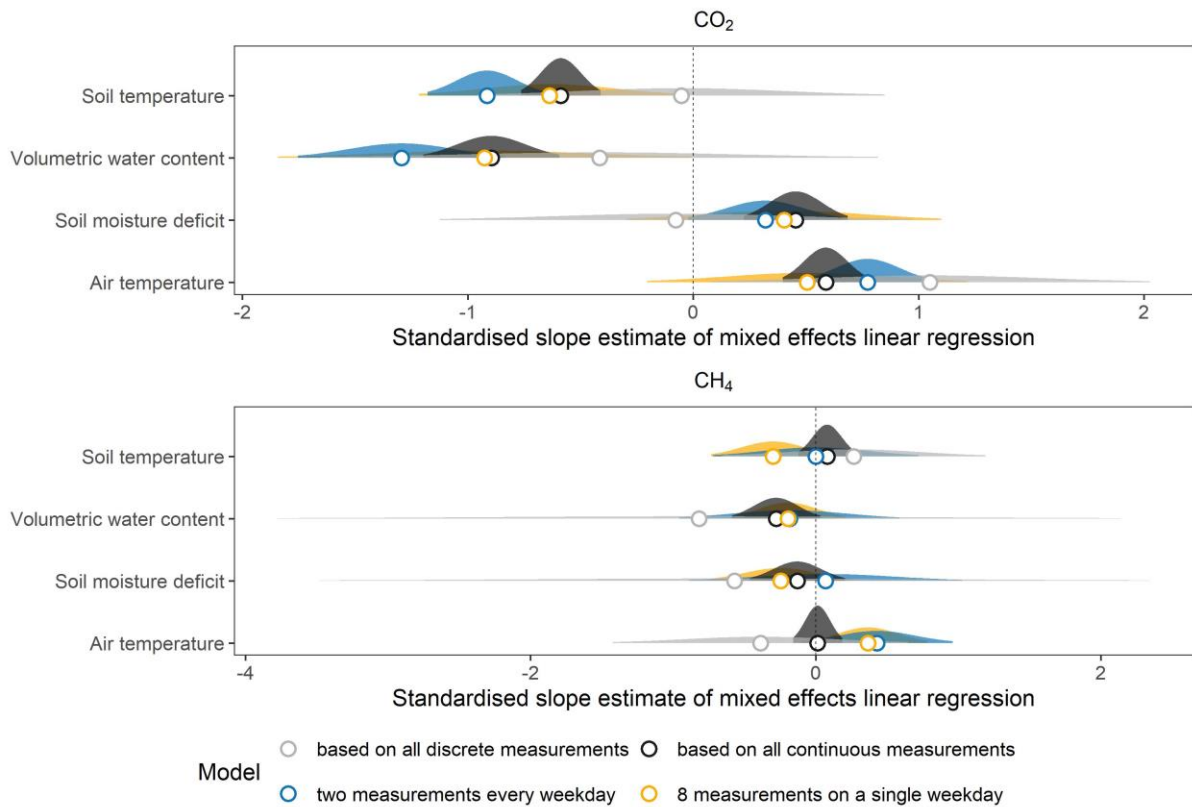 CO₂
Soil temperature
Volumetric water content
Soil moisture deficit
Air temperature
-2 -1 0 1 2
Standardised slope estimate of mixed effects linear regression
CH₄
Soil temperature
Volumetric water content
Soil moisture deficit
Air temperature
-4 -2 0 2
Standardised slope estimate of mixed effects linear regression
Model
based on all discrete measurements based on all continuous measurements
two measurements every weekday 8 measurements on a single weekday